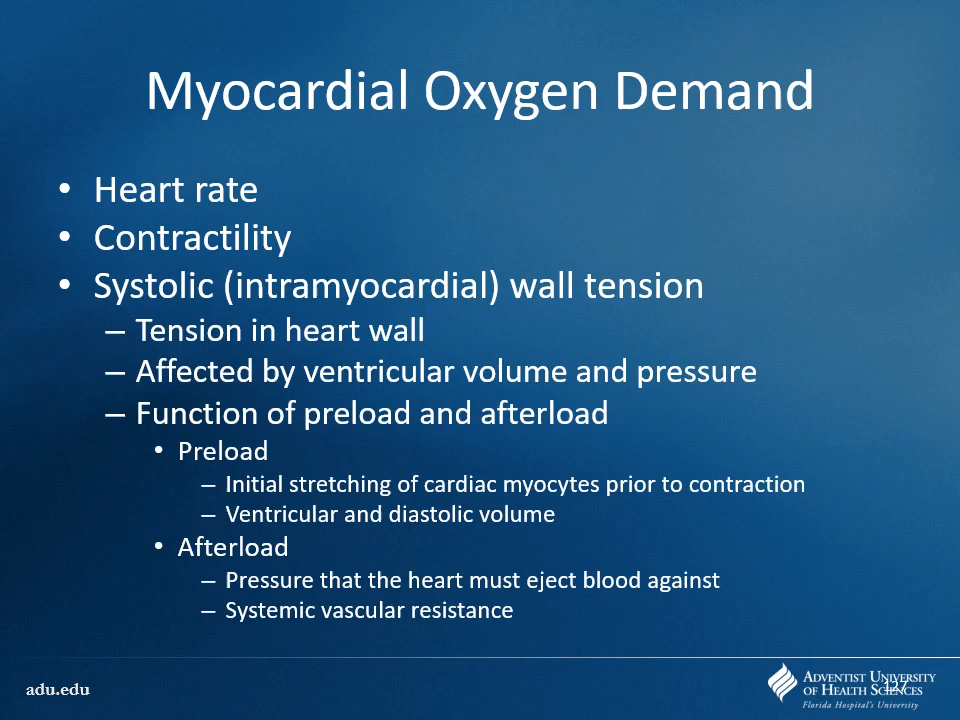 Myocardial Oxygen Demand
• Heart rate
• Contractility
• Systolic (intramyocardial) wall tension
– Tension in heart wall
– Affected by ventricular volume and pressure
– Function of preload and afterload
• Preload
– Initial stretching of cardiac myocytes prior to contraction
– Ventricular and diastolic volume
• Afterload
– Pressure that the heart must eject blood against
– Systemic vascular resistance
adu.edu
ADVENTIST UNIVERSITY
OF HEALTH SCIENCES
Florida Hospital's University
127